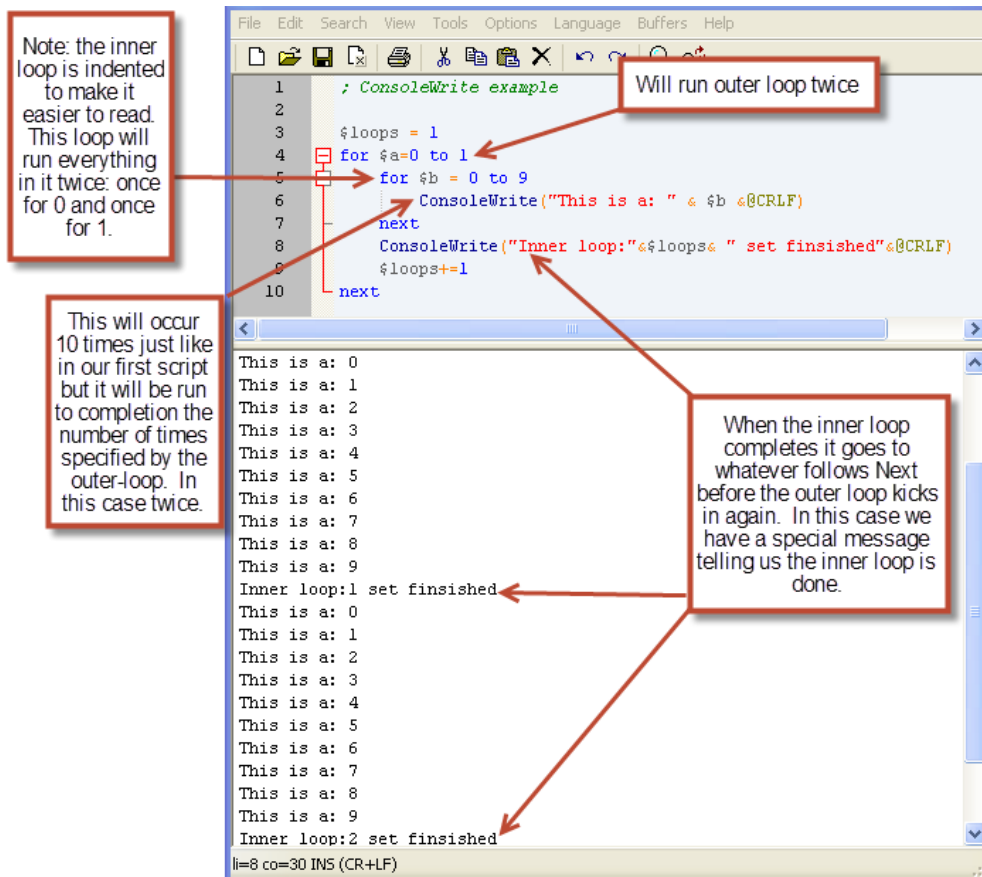 File Edit Search View Tools Options Language Buffers Help
Note: the inner
loop is indented
to make it
easier to read.
This loop will
run everything
in it twice: once
for 0 and once
for 1.
Will run outer loop twice
1 ; ConsoleWrite example
2
3 $loops = 1
4 for $a=0 to 1
5 for $b = 0 to 9
6 ConsoleWrite("This is a: " & $b &@CRLF)
7 next
8 ConsoleWrite("Inner loop:"&$loops& " set finsished"&@CRLF)
9 $loops+=1
10 next
This will occur
10 times just like
in our first script
but it will be run
to completion the
number of times
specified by the
outer-loop. In
this case twice.
This is a: 0
This is a: 1
This is a: 2
This is a: 3
This is a: 4
This is a: 5
This is a: 6
This is a: 7
This is a: 8
This is a: 9
Inner loop:1 set finsished
This is a: 0
This is a: 1
This is a: 2
This is a: 3
This is a: 4
This is a: 5
This is a: 6
This is a: 7
This is a: 8
This is a: 9
Inner loop:2 set finsished
When the inner loop
completes it goes to
whatever follows Next
before the outer loop kicks
in again. In this case we
have a special message
telling us the inner loop is
done.
li=8 co=30 INS (CR+LF)